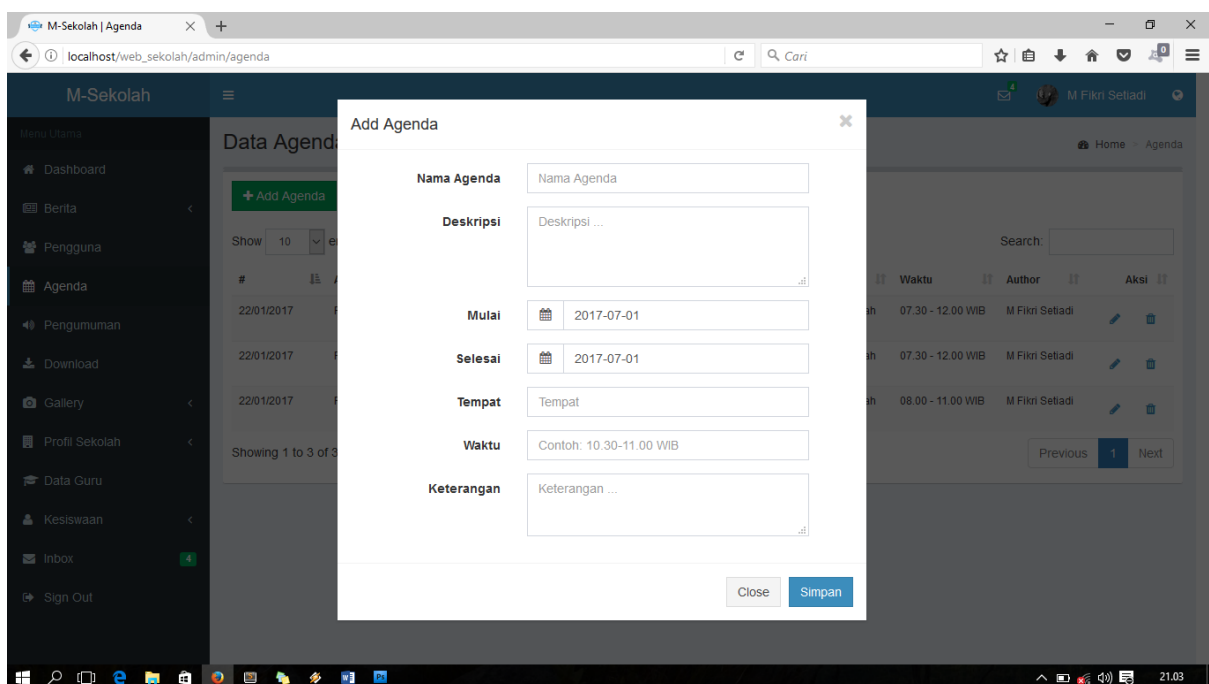 M-Sekolah | Agenda
localhost/web_sekolah/admin/agenda
Cari
0
M-Sekolah
4
M Fikri Setiadi
Menu Utama
Dashboard
Berita
Pengguna
Agenda
Pengumuman
Download
Gallery
Profil Sekolah
Data Guru
Kesiswaan
Inbox 4
Sign Out
Data Agenda
Home > Agenda
+ Add Agenda
Show 10
Search:
# Waktu Author Aksi
22/01/2017 07.30 - 12.00 WIB M Fikri Setiadi
22/01/2017 07.30 - 12.00 WIB M Fikri Setiadi
22/01/2017 08.00 - 11.00 WIB M Fikri Setiadi
Showing 1 to 3 of 3
Previous 1 Next
Add Agenda ×
Nama Agenda Nama Agenda
Deskripsi Deskripsi ...
Mulai 2017-07-01
Selesai 2017-07-01
Tempat Tempat
Waktu Contoh: 10.30-11.00 WIB
Keterangan Keterangan ...
Close Simpan
21.03